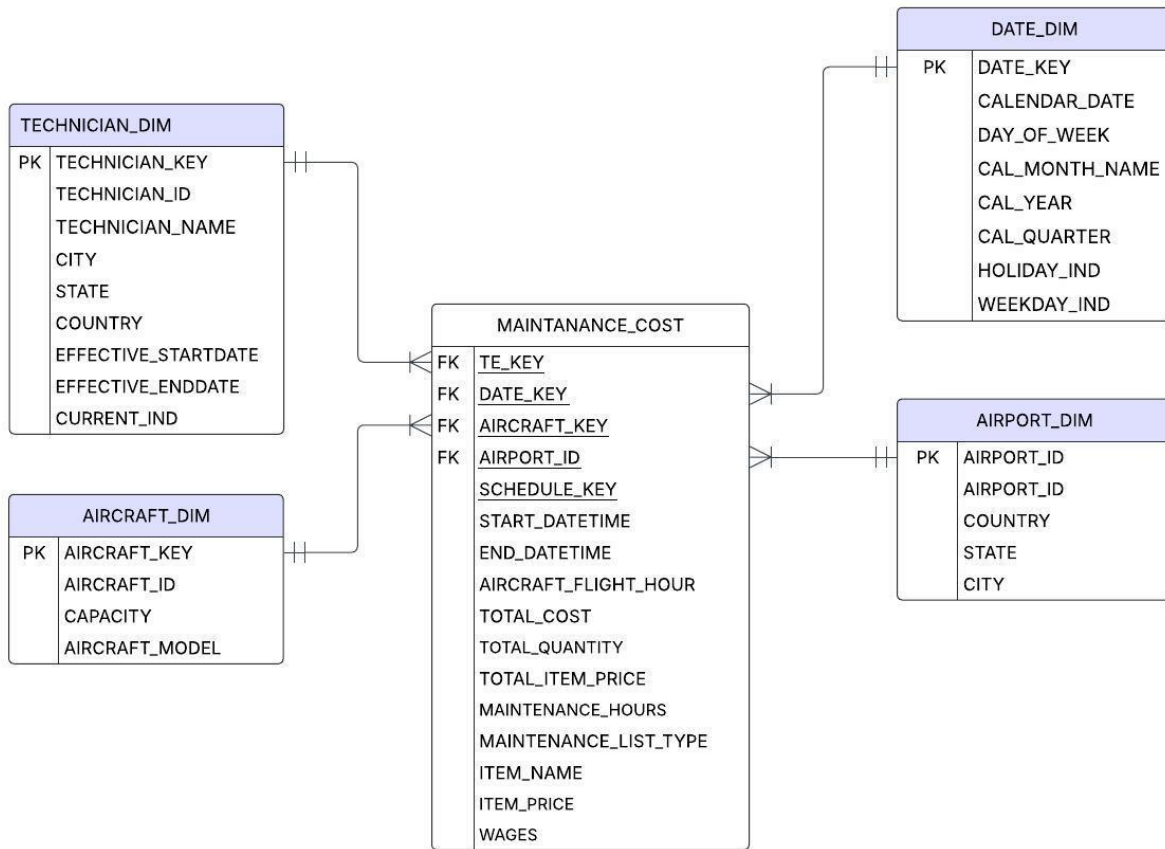 TECHNICIAN_DIM
PK TECHNICIAN_KEY
TECHNICIAN_ID
TECHNICIAN_NAME
CITY
STATE
COUNTRY
EFFECTIVE_STARTDATE
EFFECTIVE_ENDDATE
CURRENT_IND
AIRCRAFT_DIM
PK AIRCRAFT_KEY
AIRCRAFT_ID
CAPACITY
AIRCRAFT_MODEL
MAINTANANCE_COST
FK TE_KEY
FK DATE_KEY
FK AIRCRAFT_KEY
FK AIRPORT_ID
SCHEDULE_KEY
START_DATETIME
END_DATETIME
AIRCRAFT_FLIGHT_HOUR
TOTAL_COST
TOTAL_QUANTITY
TOTAL_ITEM_PRICE
MAINTENANCE_HOURS
MAINTENANCE_LIST_TYPE
ITEM_NAME
ITEM_PRICE
WAGES
DATE_DIM
PK DATE_KEY
CALENDAR_DATE
DAY_OF_WEEK
CAL_MONTH_NAME
CAL_YEAR
CAL_QUARTER
HOLIDAY_IND
WEEKDAY_IND
AIRPORT_DIM
PK AIRPORT_ID
AIRPORT_ID
COUNTRY
STATE
CITY